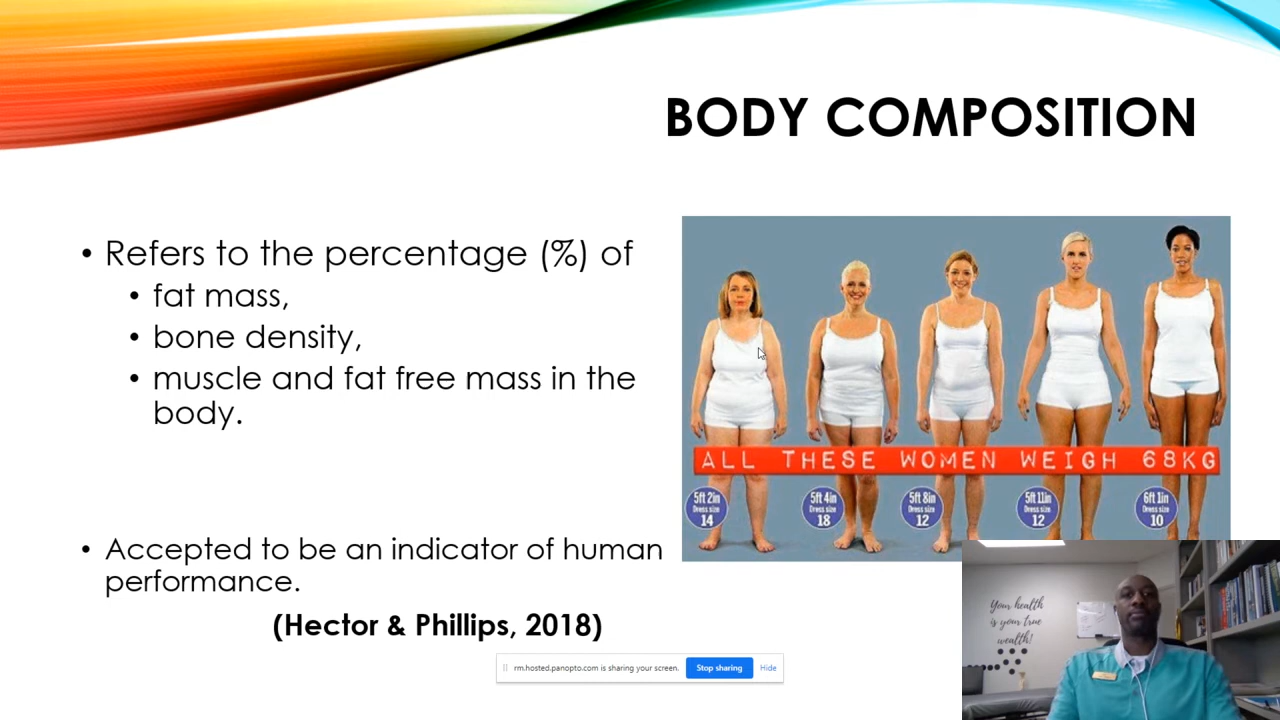 BODY COMPOSITION
• Refers to the percentage (%) of
• fat mass,
• bone density,
• muscle and fat free mass in the
body.
• Accepted to be an indicator of human
performance.
(Hector & Phillips, 2018)
ALL THESE WOMEN WEIGH 68KG
5ft 2in
Dress size
14
5ft 4in
Dress size
18
5ft 8in
Dress size
12
5ft 11in
Dress size
12
6ft 1in
Dress size
10
rm.hosted.panopto.com is sharing your screen.
Stop sharing
Hide
Your health
is your true
wealth!